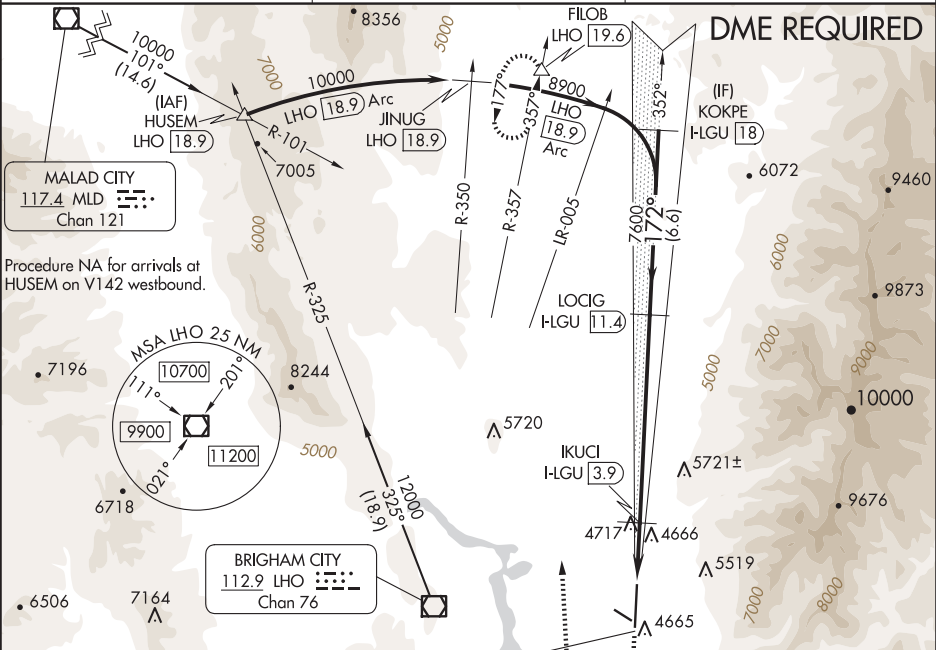 DME REQUIRED
8356
5000
FILOB
LHO 19.6
10000
101°
(14.6)
7000
10000
LHO 18.9 Arc
(IAF)
HUSEM
LHO 18.9
R-101
7005
JINUG
LHO 18.9
177°
357°
8900
LHO
18.9
Arc
352°
(IF)
KOKPE
I-LGU 18
6072
9460
MALAD CITY
117.4 MLD
Chan 121
6000
R-350
R-357
LR-005
7600
172°
(6.6)
6000
Procedure NA for arrivals at
HUSEM on V142 westbound.
R-325
LOCIG
I-LGU 11.4
9873
7000
9000
MSA LHO 25 NM
10700
111°
201°
9900
11200
021°
7196
8244
5000
5000
10000
5720
IKUCI
I-LGU 3.9
5721±
6718
12000
325°
(18.9)
9676
4717
4666
BRIGHAM CITY
112.9 LHO
Chan 76
5519
6506
7164
7000
8000
4665